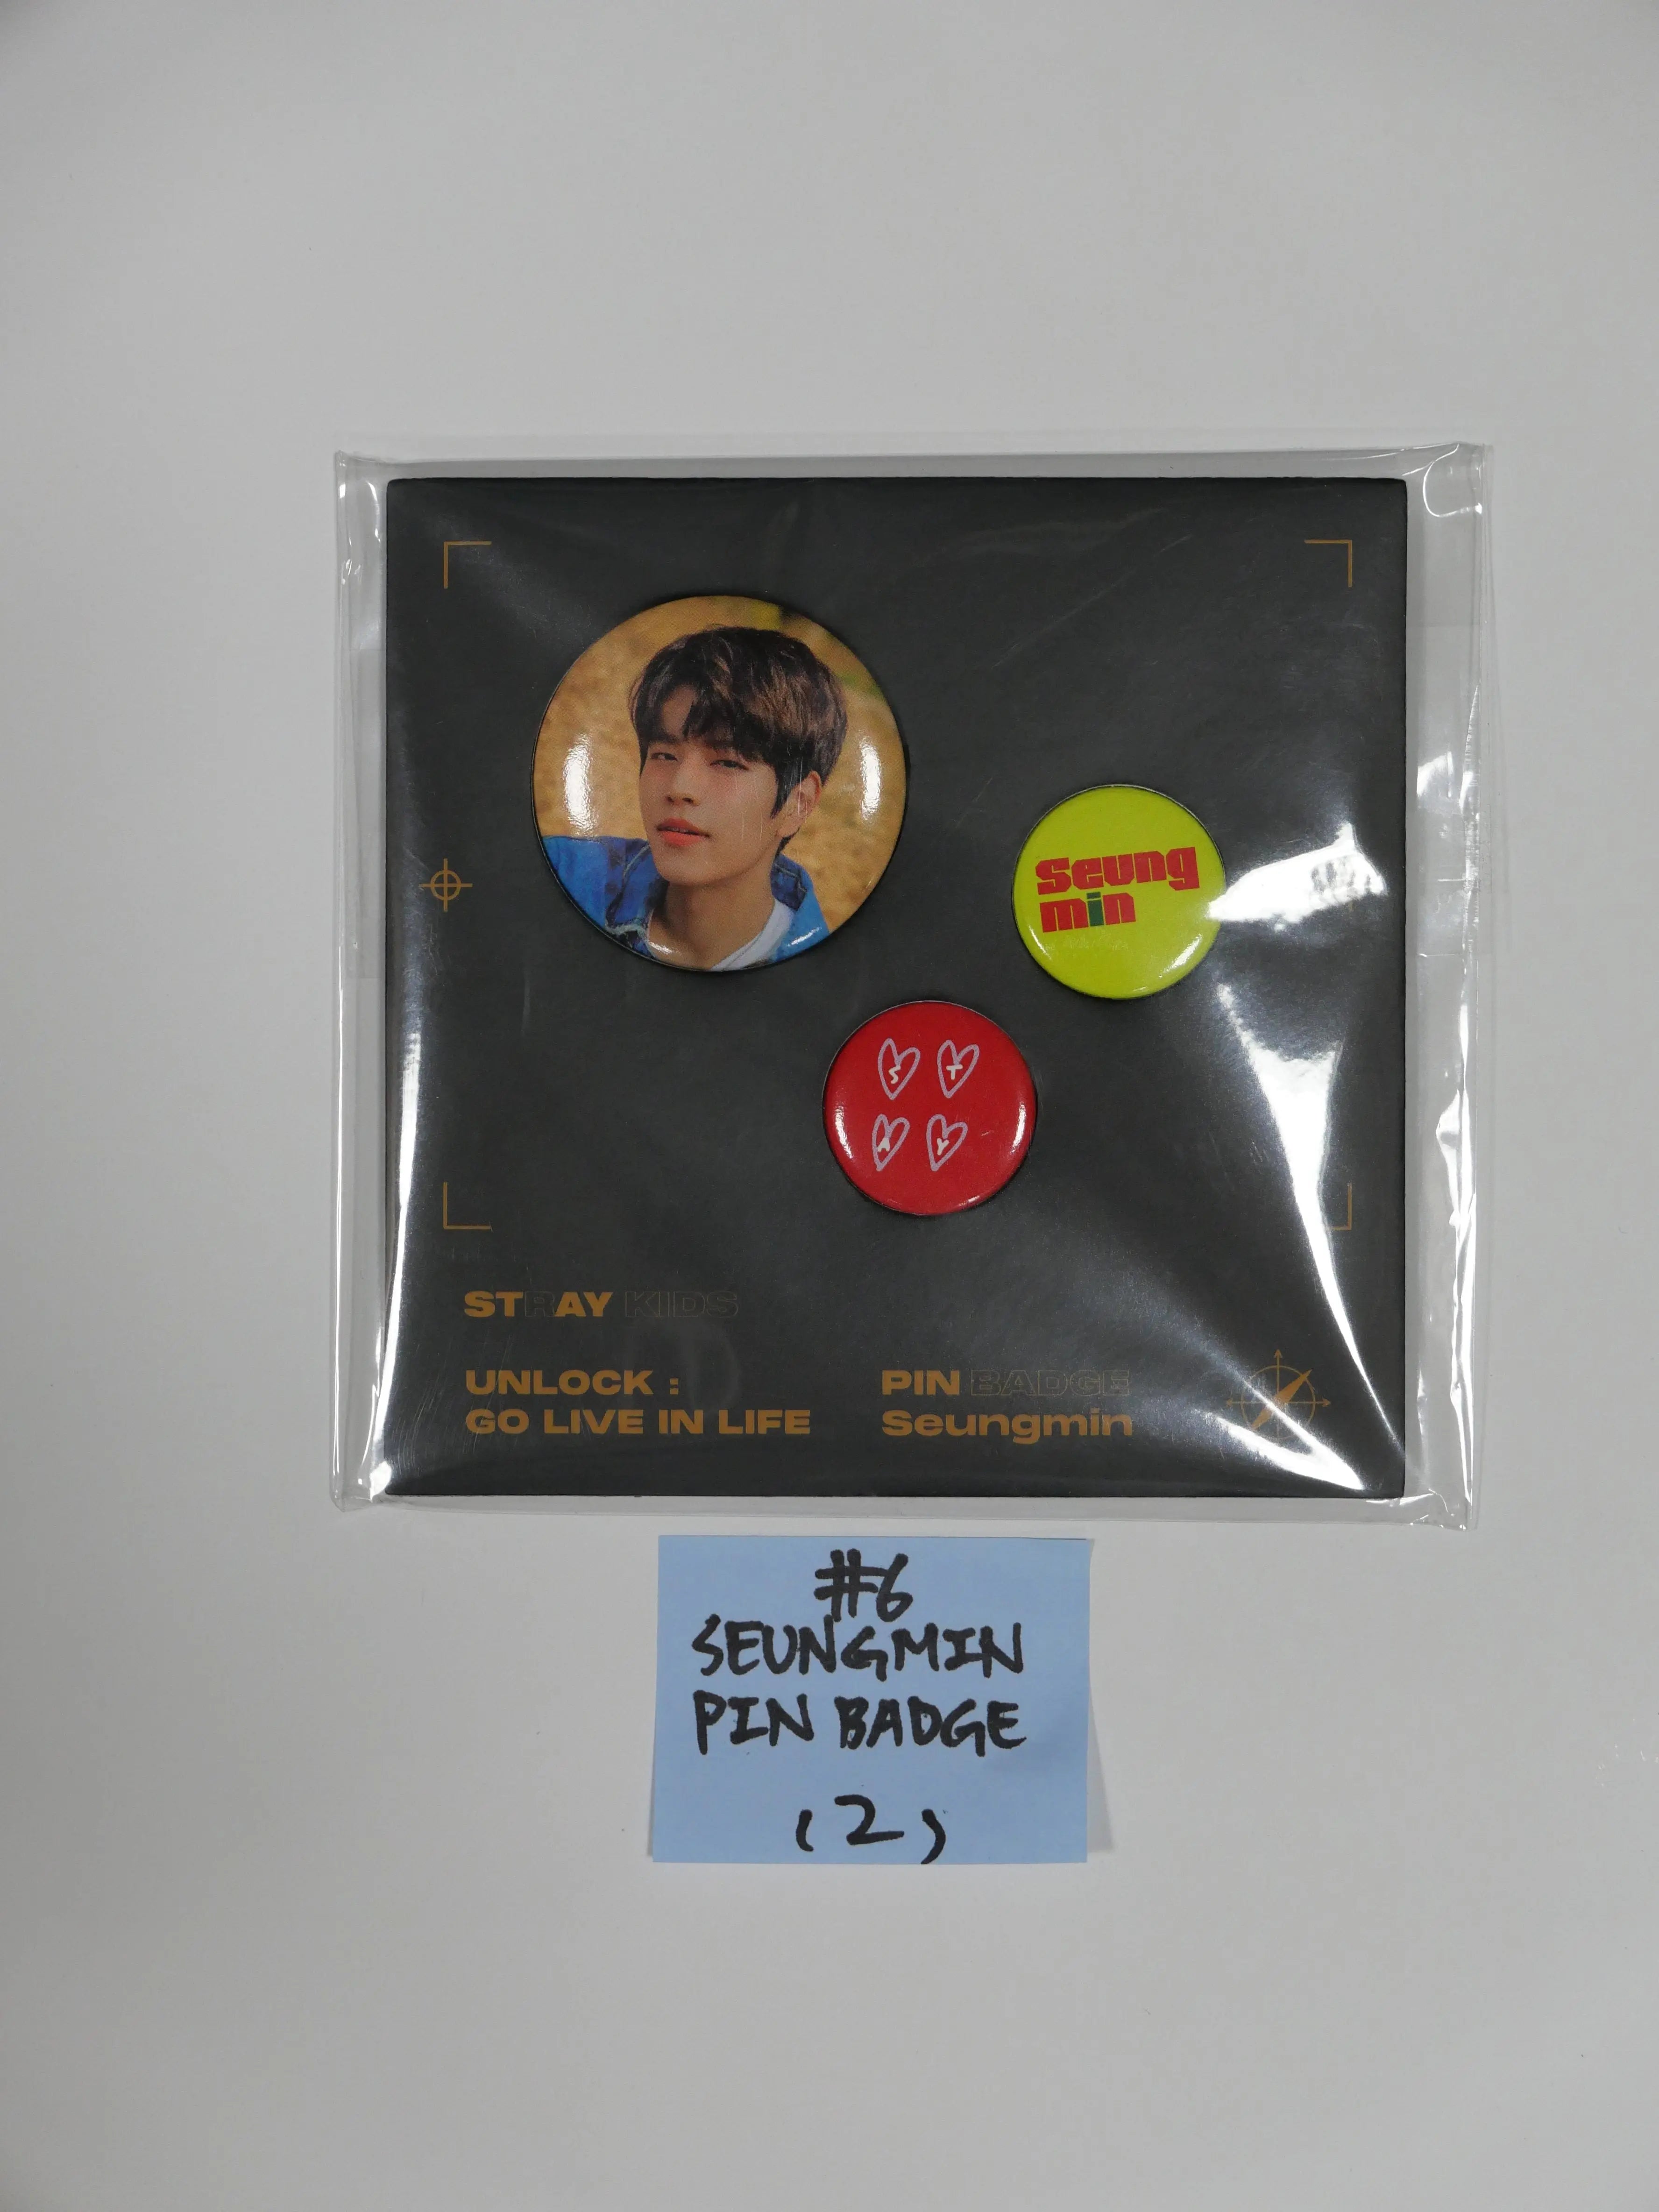 seung
min
S T
A Y
STRAY KIDS
UNLOCK :
GO LIVE IN LIFE
PIN BADGE
Seungmin
#6
SEUNGMIN
PIN BADGE
(2)